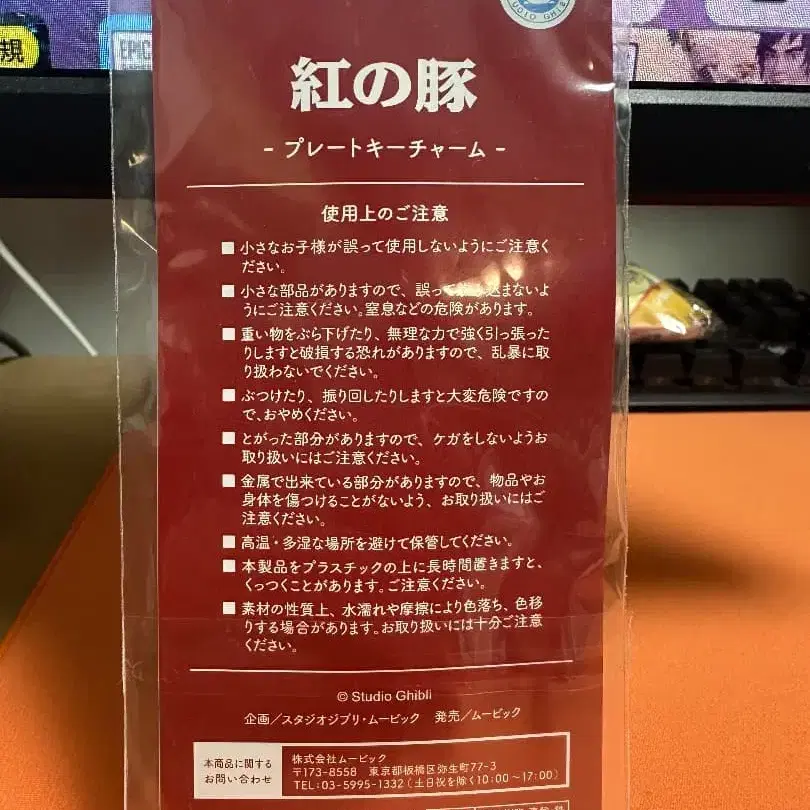 規
EPIC
紅の豚
- プレートキーチャーム -
使用上のご注意
■ 小さなお子様が誤って使用しないようにご注意く
ださい。
■ 小さな部品がありますので、誤って 込まないよ
うにご注意ください。窒息などの危険があります。
■ 重い物をぶら下げたり、無理な力で強く引っ張った
りしますと破損する恐れがありますので、乱暴に取
り扱わないでください。
■ ぶつけたり、振り回したりしますと大変危険ですの
で、おやめください。
■ とがった部分がありますので、ケガをしないようお
取り扱いにはご注意ください。
■ 金属で出来ている部分がありますので、物品やお
身体を傷つけることがないよう、お取り扱いにはご
注意ください。
■ 高温・多湿な場所を避けて保管してください。
■ 本製品をプラスチックの上に長時間置きますと、
くっつくことがあります。ご注意ください。
■ 素材の性質上、水濡れや摩擦により色落ち、色移
りする場合があります。お取り扱いには十分ご注意
ください。
© Studio Ghibli
企画／スタジオジブリ・ムービック 発売／ムービック
本商品に関する
お問い合わせ
株式会社ムービック
〒173-8558 東京都板橋区弥生町77-3
TEL：03-5995-1332（土日祝を除く10：00～17：00）